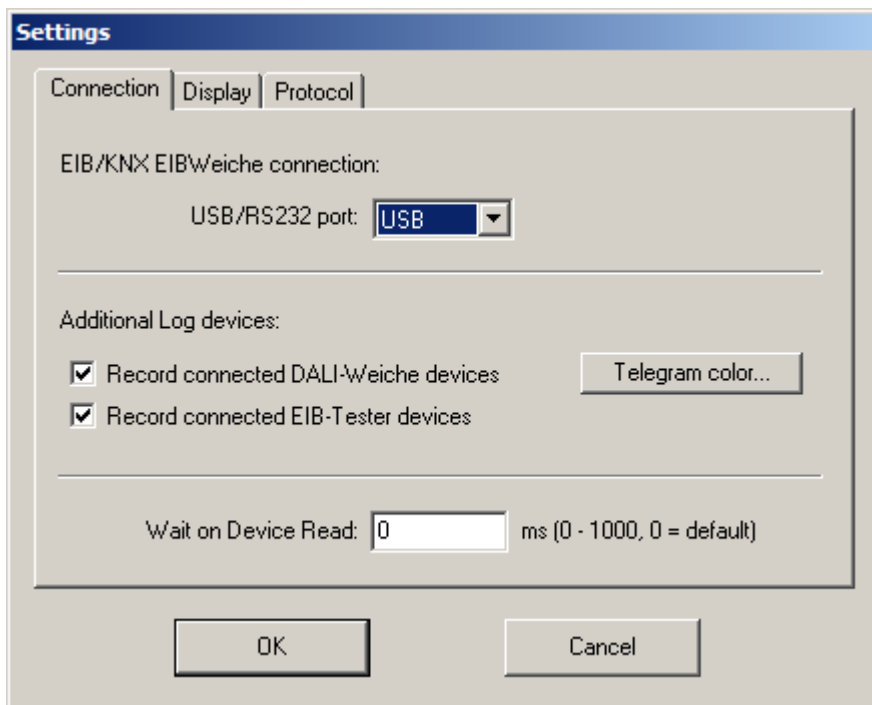 Settings
Connection Display Protocol
EIB/KNX EIBWeiche connection:
USB/RS232 port: USB
Additional Log devices:
Record connected DALI-Weiche devices Telegram color...
Record connected EIB-Tester devices
Wait on Device Read: 0 ms (0 - 1000, 0 = default)
OK Cancel